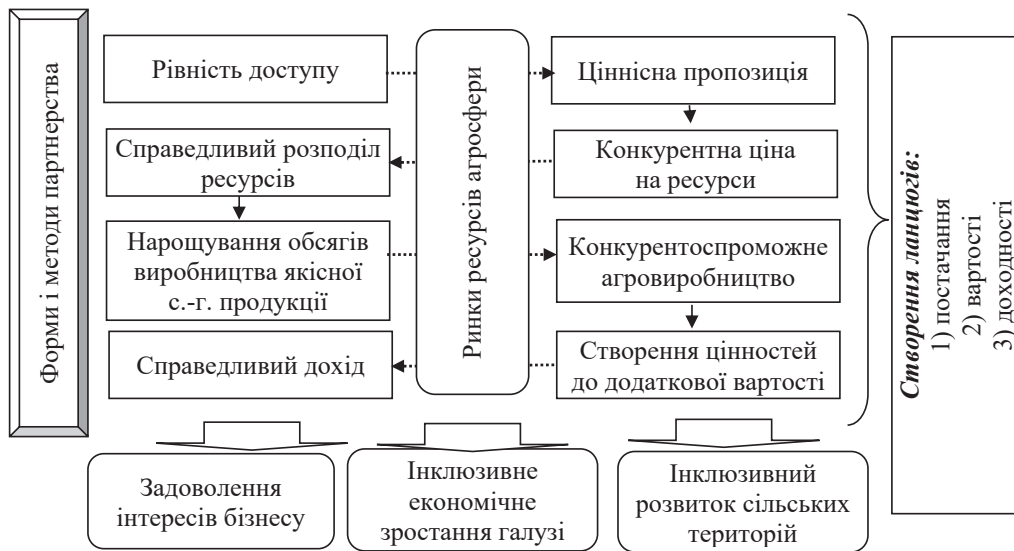 Форми і методи партнерства
Рівність доступу
Справедливий розподіл
ресурсів
Нарощування обсягів
виробництва якісної
с.-г. продукції
Справедливий дохід
Ринки ресурсів агросфери
Ціннісна пропозиція
Конкурентна ціна
на ресурси
Конкурентоспроможне
агровиробництво
Створення цінностей
до додаткової вартості
Створення ланцюгів:
1) постачання
2) вартості
3) доходності
Задоволення
інтересів бізнесу
Інклюзивне
економічне
зростання галузі
Інклюзивний
розвиток сільських
територій